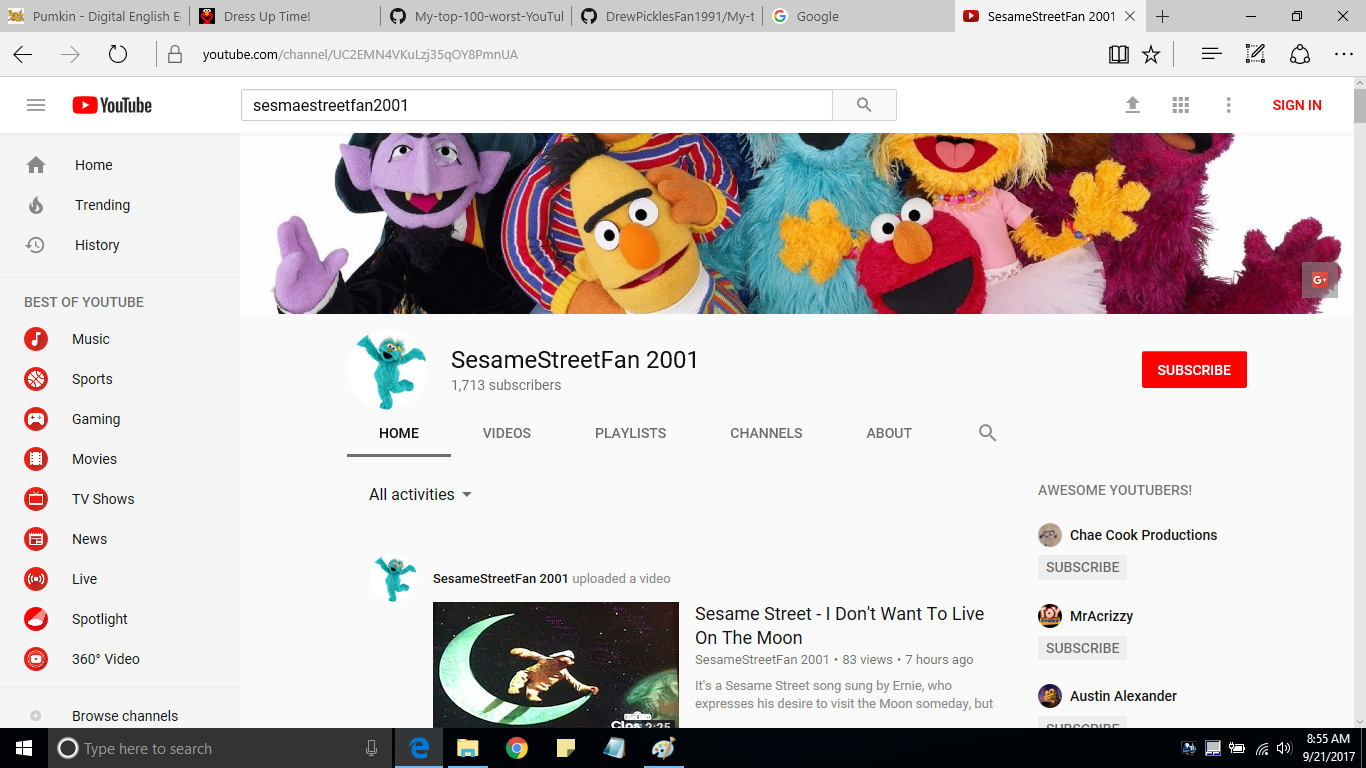 Pumkin - Digital English E
Dress Up Time!
My-top-100-worst-YouTul
DrewPicklesFan1991/My-t
Google
SesameStreetFan 2001
youtube.com/channel/UC2EMN4VKuLzj35qOY8PmnUA
YouTube
sesmaestreetfan2001
SIGN IN
Home
Trending
History
BEST OF YOUTUBE
Music
Sports
Gaming
Movies
TV Shows
News
Live
Spotlight
360° Video
Browse channels
G+
SesameStreetFan 2001
1,713 subscribers
SUBSCRIBE
HOME
VIDEOS
PLAYLISTS
CHANNELS
ABOUT
All activities
SesameStreetFan 2001 uploaded a video
2:25
Sesame Street - I Don't Want To Live
On The Moon
SesameStreetFan 2001 • 83 views • 7 hours ago
It's a Sesame Street song sung by Ernie, who
expresses his desire to visit the Moon someday, but
AWESOME YOUTUBERS!
Chae Cook Productions
SUBSCRIBE
MrAcrizzy
SUBSCRIBE
Austin Alexander
SUBSCRIBE
Type here to search
8:55 AM
9/21/2017